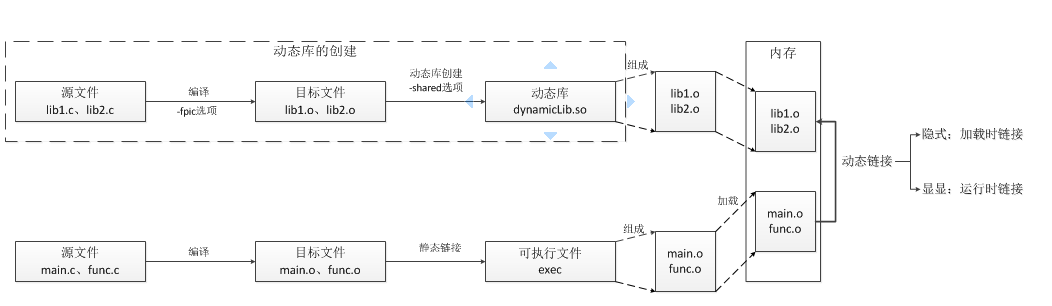 动态库的创建
源文件
lib1.c、lib2.c
编译
-fpic选项
目标文件
lib1.o、lib2.o
动态库创建
-shared选项
动态库
dynamicLib.so
组成
lib1.o
lib2.o
内存
lib1.o
lib2.o
动态链接
隐式：加载时链接
显显：运行时链接
源文件
main.c、func.c
编译
目标文件
main.o、func.o
静态链接
可执行文件
exec
组成
main.o
func.o
加载
main.o
func.o